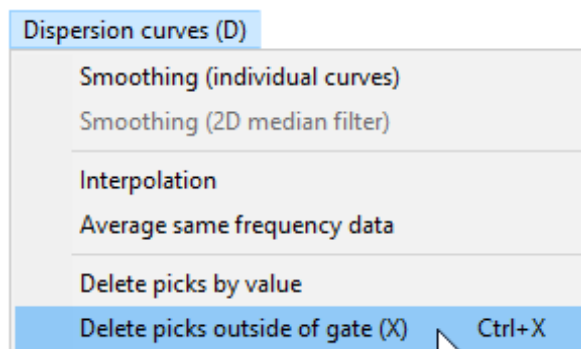 Dispersion curves (D)
Smoothing (individual curves)
Smoothing (2D median filter)
Interpolation
Average same frequency data
Delete picks by value
Delete picks outside of gate (X) Ctrl+X